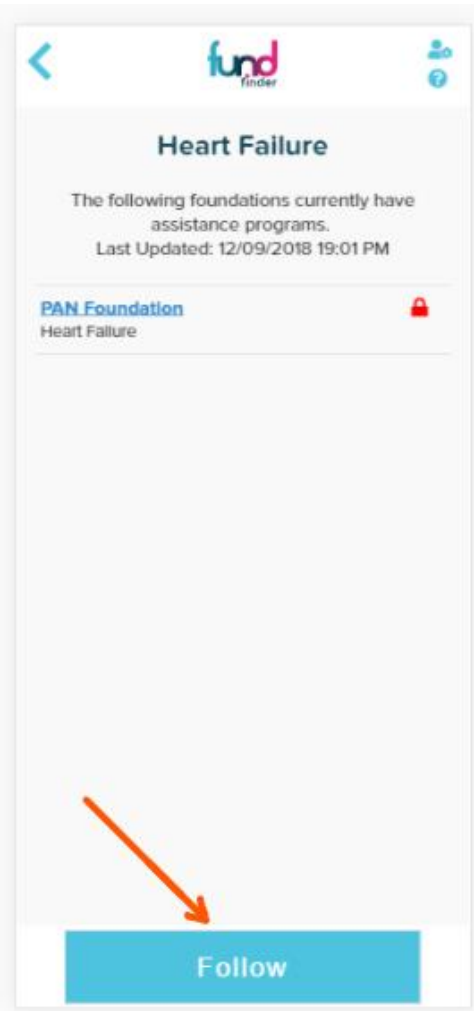 fund
finder
Heart Failure
The following foundations currently have
assistance programs.
Last Updated: 12/09/2018 19:01 PM
PAN Foundation
Heart Failure
Follow